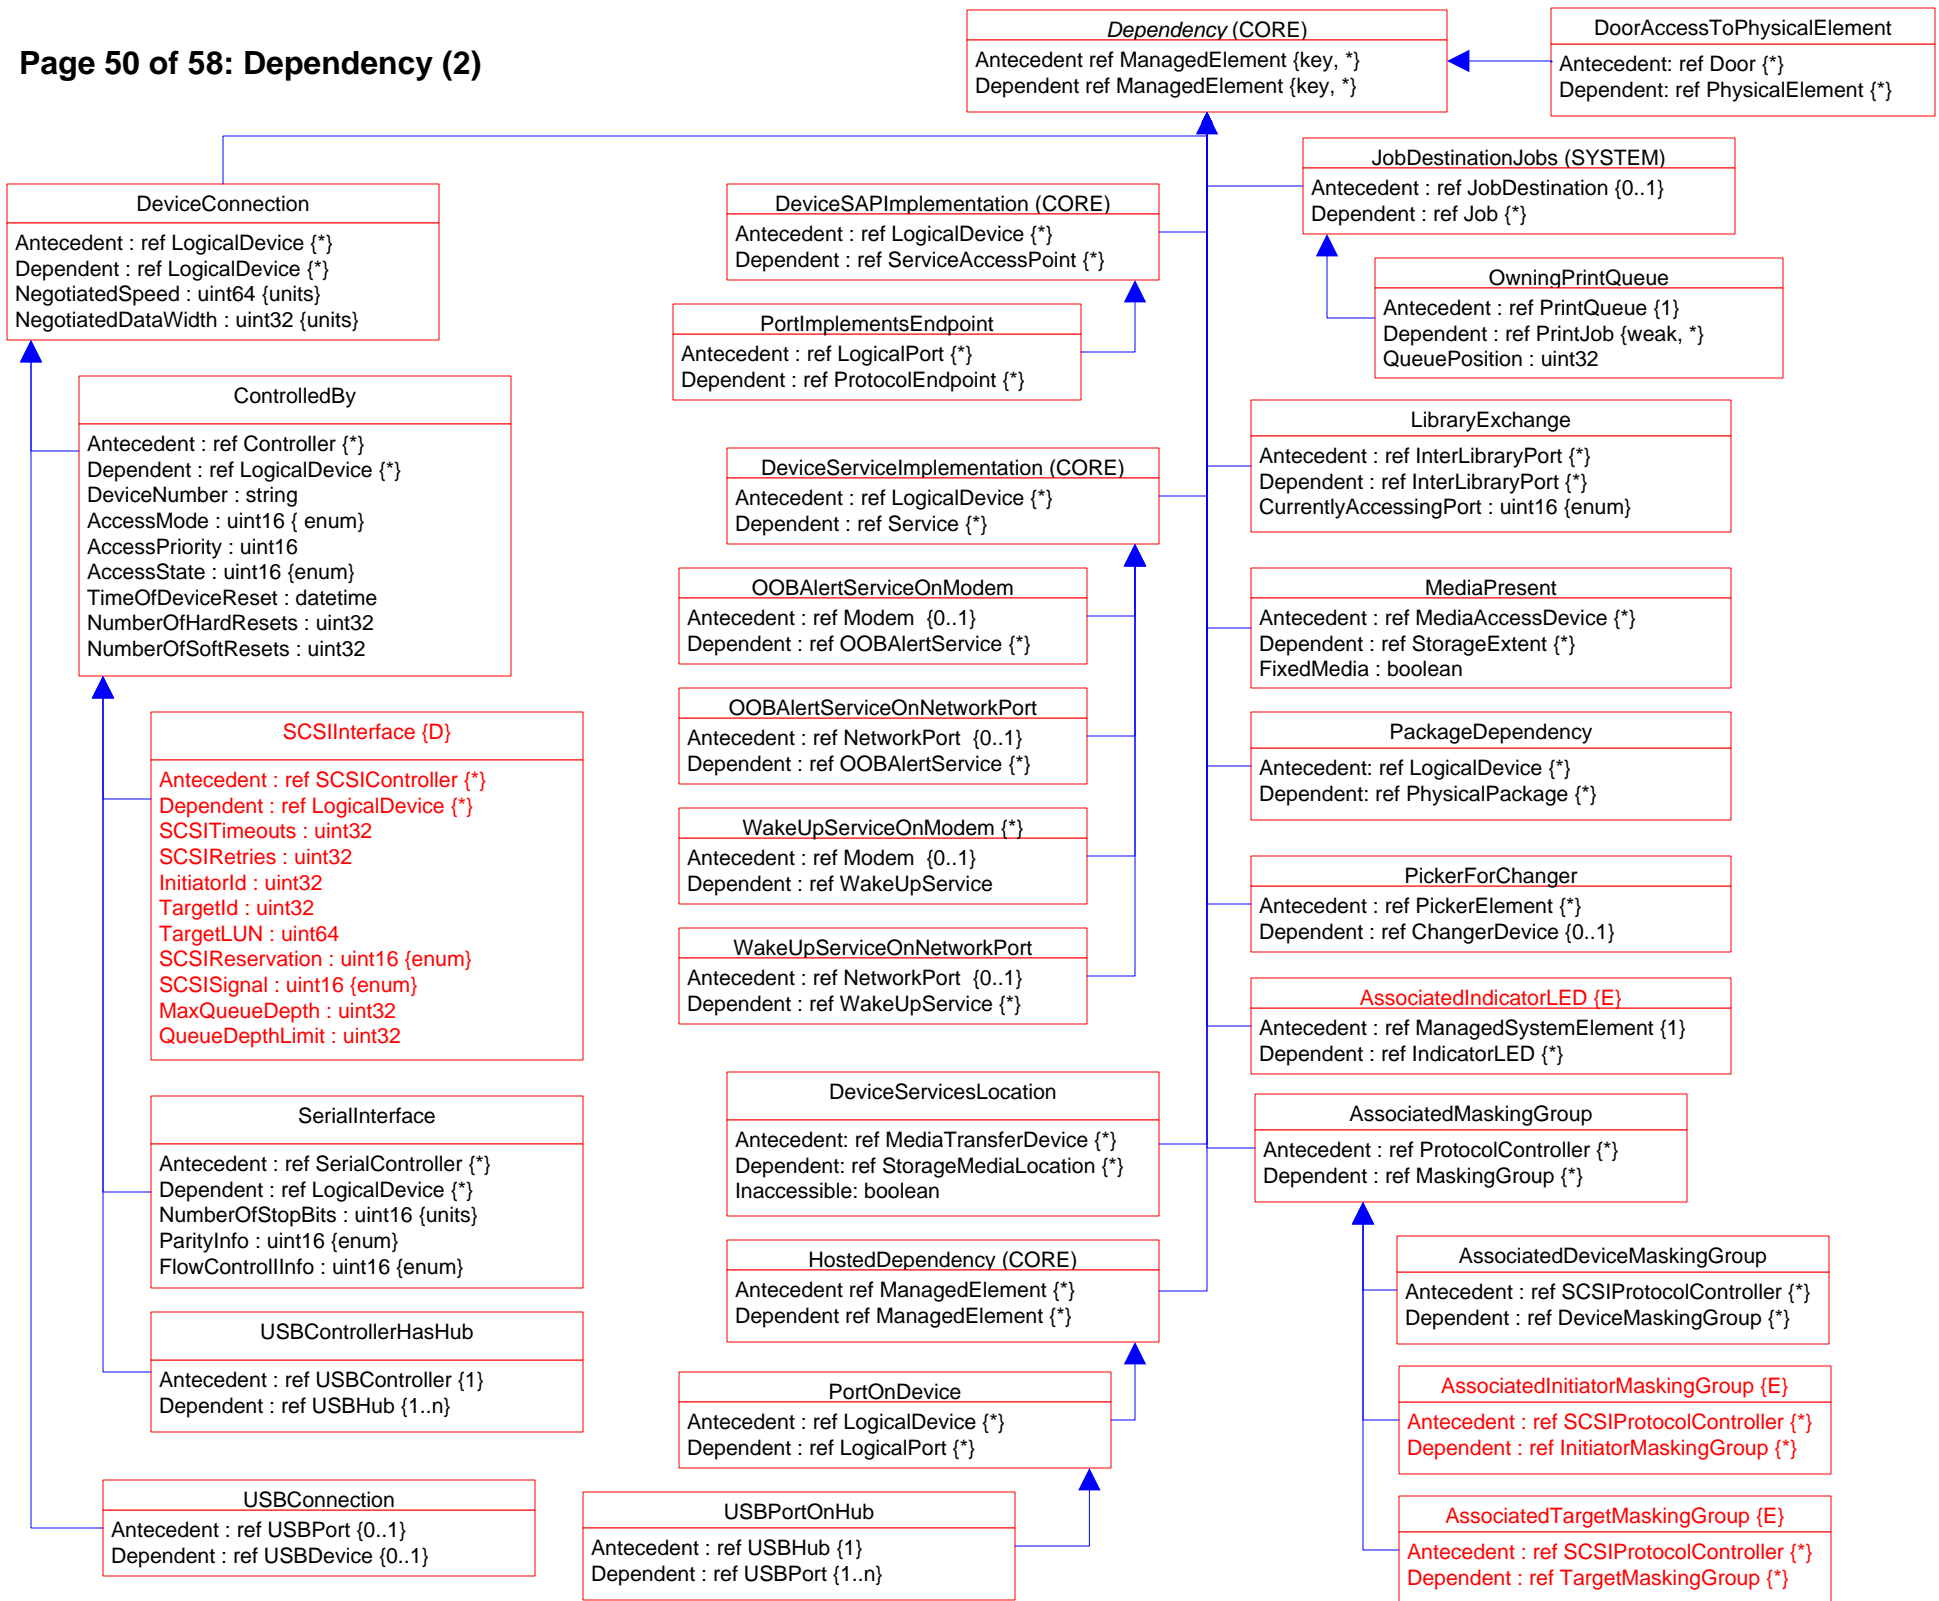 Page 50 of 58: Dependency (2)
Dependency (CORE)
Antecedent ref ManagedElement {key, *}
Dependent ref ManagedElement {key, *}
DoorAccessToPhysicalElement
Antecedent: ref Door {*}
Dependent: ref PhysicalElement {*}
DeviceConnection
Antecedent : ref LogicalDevice {*}
Dependent : ref LogicalDevice {*}
NegotiatedSpeed : uint64 {units}
NegotiatedDataWidth : uint32 {units}
ControlledBy
Antecedent : ref Controller {*}
Dependent : ref LogicalDevice {*}
DeviceNumber : string
AccessMode : uint16 { enum}
AccessPriority : uint16
AccessState : uint16 {enum}
TimeOfDeviceReset : datetime
NumberOfHardResets : uint32
NumberOfSoftResets : uint32
SCSIInterface {D}
Antecedent : ref SCSIController {*}
Dependent : ref LogicalDevice {*}
SCSITimeouts : uint32
SCSIRetries : uint32
InitiatorId : uint32
TargetId : uint32
TargetLUN : uint64
SCSIReservation : uint16 {enum}
SCSISignal : uint16 {enum}
MaxQueueDepth : uint32
QueueDepthLimit : uint32
SerialInterface
Antecedent : ref SerialController {*}
Dependent : ref LogicalDevice {*}
NumberOfStopBits : uint16 {units}
ParityInfo : uint16 {enum}
FlowControlInfo : uint16 {enum}
USBControllerHasHub
Antecedent : ref USBController {1}
Dependent : ref USBHub {1..n}
USBConnection
Antecedent : ref USBPort {0..1}
Dependent : ref USBDevice {0..1}
DeviceSAPImplementation (CORE)
Antecedent : ref LogicalDevice {*}
Dependent : ref ServiceAccessPoint {*}
PortImplementsEndpoint
Antecedent : ref LogicalPort {*}
Dependent : ref ProtocolEndpoint {*}
DeviceServiceImplementation (CORE)
Antecedent : ref LogicalDevice {*}
Dependent : ref Service {*}
OOBAlertServiceOnModem
Antecedent : ref Modem {0..1}
Dependent : ref OOBAlertService {*}
OOBAlertServiceOnNetworkPort
Antecedent : ref NetworkPort {0..1}
Dependent : ref OOBAlertService {*}
WakeUpServiceOnModem {*}
Antecedent : ref Modem {0..1}
Dependent : ref WakeUpService
WakeUpServiceOnNetworkPort
Antecedent : ref NetworkPort {0..1}
Dependent : ref WakeUpService {*}
DeviceServicesLocation
Antecedent: ref MediaTransferDevice {*}
Dependent: ref StorageMediaLocation {*}
Inaccessible: boolean
HostedDependency (CORE)
Antecedent ref ManagedElement {*}
Dependent ref ManagedElement {*}
PortOnDevice
Antecedent : ref LogicalDevice {*}
Dependent : ref LogicalPort {*}
USBPortOnHub
Antecedent : ref USBHub {1}
Dependent : ref USBPort {1..n}
JobDestinationJobs (SYSTEM)
Antecedent : ref JobDestination {0..1}
Dependent : ref Job {*}
OwningPrintQueue
Antecedent : ref PrintQueue {1}
Dependent : ref PrintJob {weak, *}
QueuePosition : uint32
LibraryExchange
Antecedent : ref InterLibraryPort {*}
Dependent : ref InterLibraryPort {*}
CurrentlyAccessingPort : uint16 {enum}
MediaPresent
Antecedent : ref MediaAccessDevice {*}
Dependent : ref StorageExtent {*}
FixedMedia : boolean
PackageDependency
Antecedent: ref LogicalDevice {*}
Dependent: ref PhysicalPackage {*}
PickerForChanger
Antecedent : ref PickerElement {*}
Dependent : ref ChangerDevice {0..1}
AssociatedIndicatorLED {E}
Antecedent : ref ManagedSystemElement {1}
Dependent : ref IndicatorLED {*}
AssociatedMaskingGroup
Antecedent : ref ProtocolController {*}
Dependent : ref MaskingGroup {*}
AssociatedDeviceMaskingGroup
Antecedent : ref SCSIProtocolController {*}
Dependent : ref DeviceMaskingGroup {*}
AssociatedInitiatorMaskingGroup {E}
Antecedent : ref SCSIProtocolController {*}
Dependent : ref InitiatorMaskingGroup {*}
AssociatedTargetMaskingGroup {E}
Antecedent : ref SCSIProtocolController {*}
Dependent : ref TargetMaskingGroup {*}